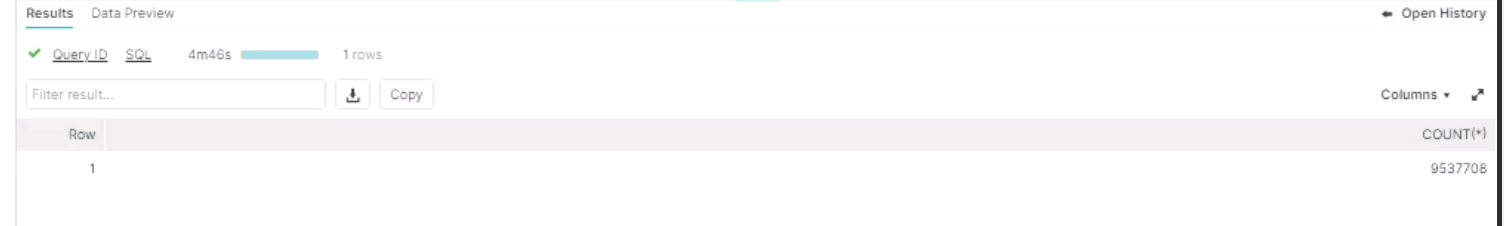 Results Data Preview Open History
Query ID SQL 4m46s 1 rows
Filter result... Copy Columns
Row COUNT(*)
1 9537708